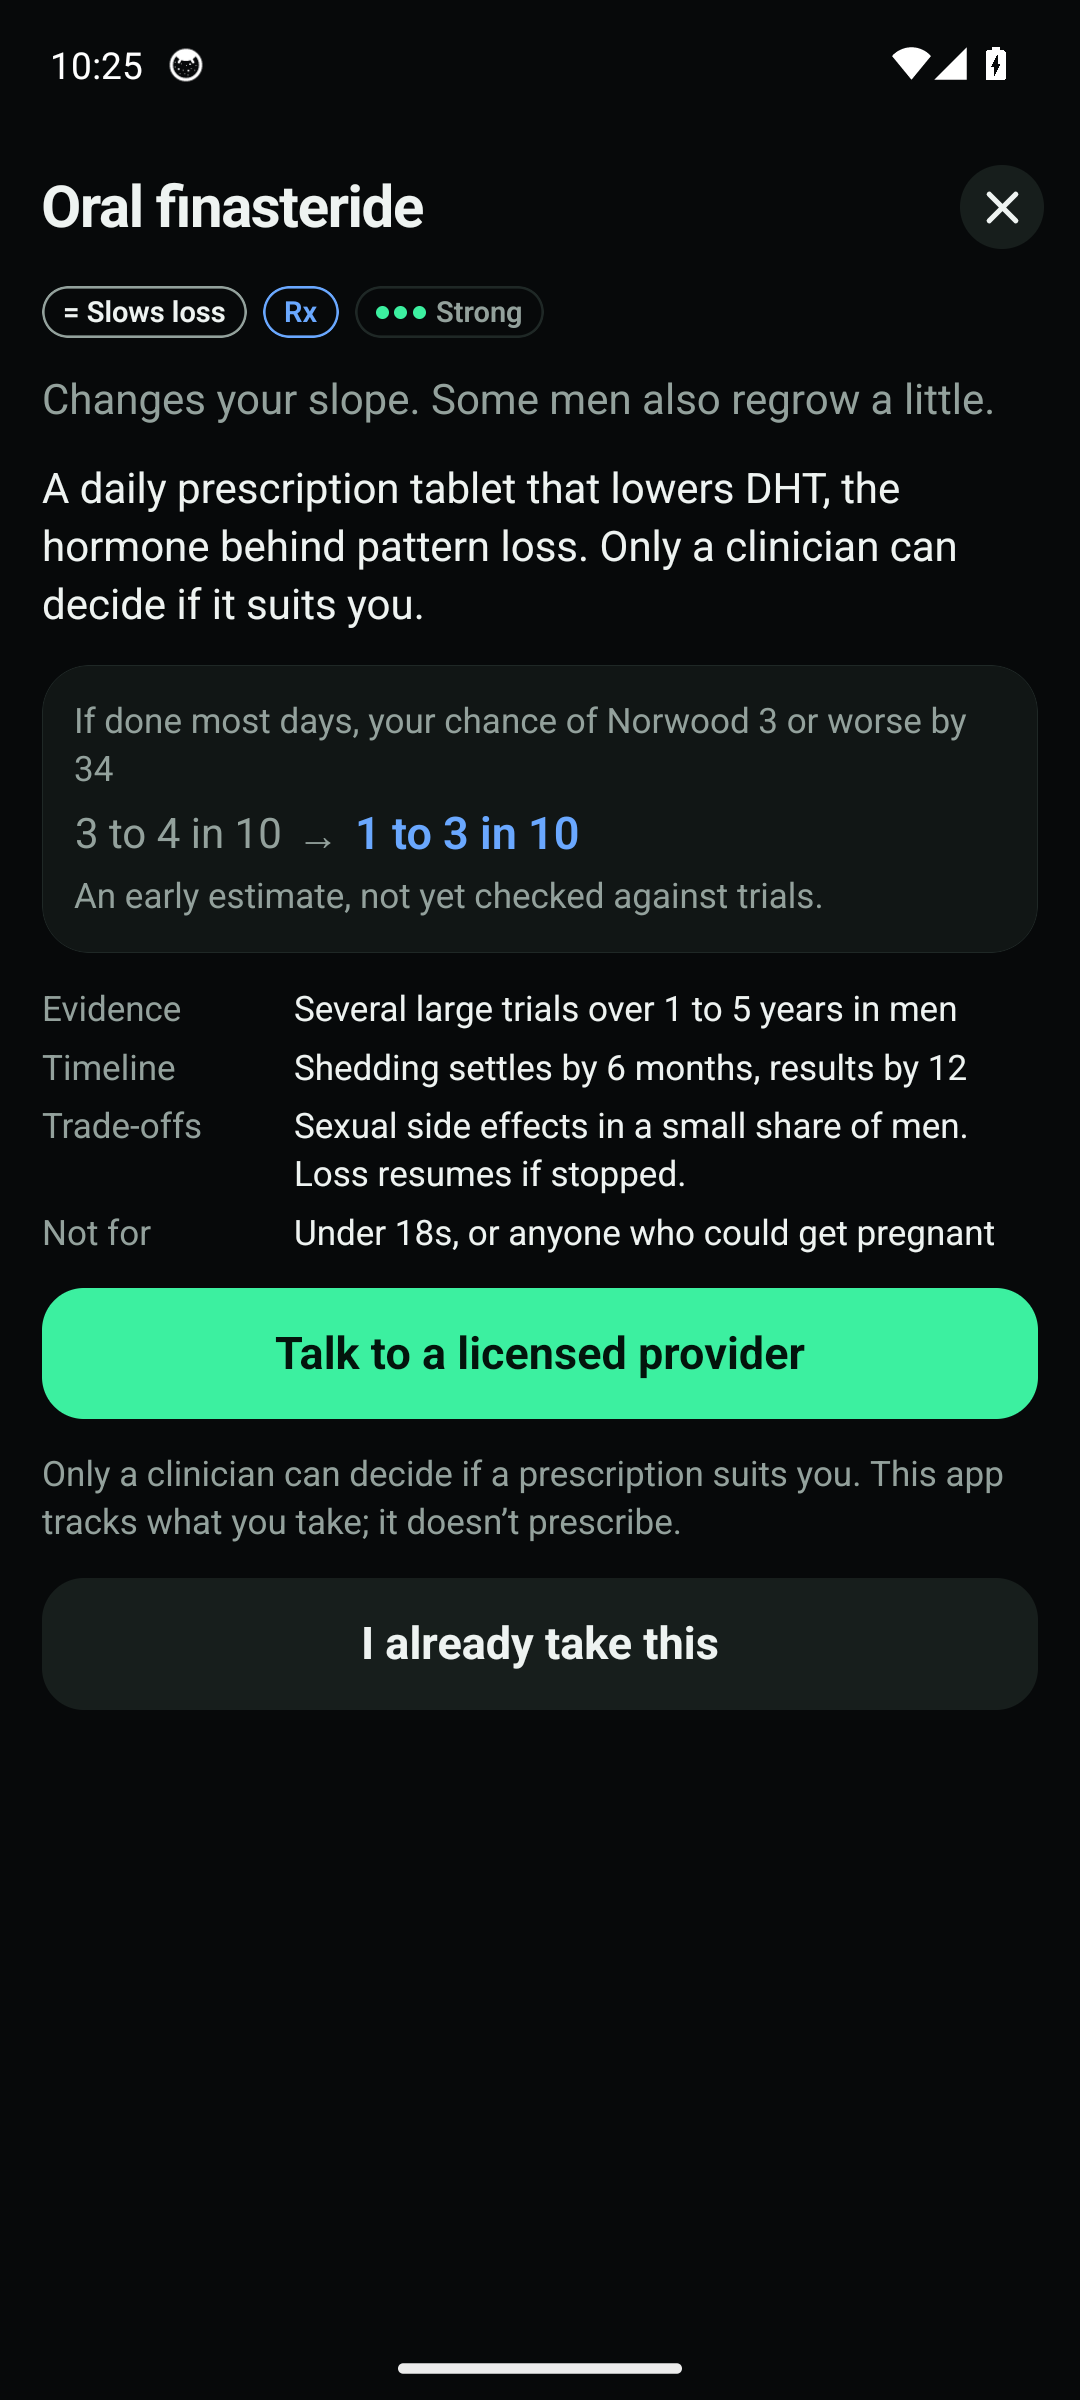 10:25
Oral finasteride
= Slows loss
Rx
Strong
Changes your slope. Some men also regrow a little.
A daily prescription tablet that lowers DHT, the
hormone behind pattern loss. Only a clinician can
decide if it suits you.
If done most days, your chance of Norwood 3 or worse by
34
3 to 4 in 10 → 1 to 3 in 10
An early estimate, not yet checked against trials.
Evidence Several large trials over 1 to 5 years in men
Timeline Shedding settles by 6 months, results by 12
Trade-offs Sexual side effects in a small share of men.
Loss resumes if stopped.
Not for Under 18s, or anyone who could get pregnant
Talk to a licensed provider
Only a clinician can decide if a prescription suits you. This app
tracks what you take; it doesn’t prescribe.
I already take this